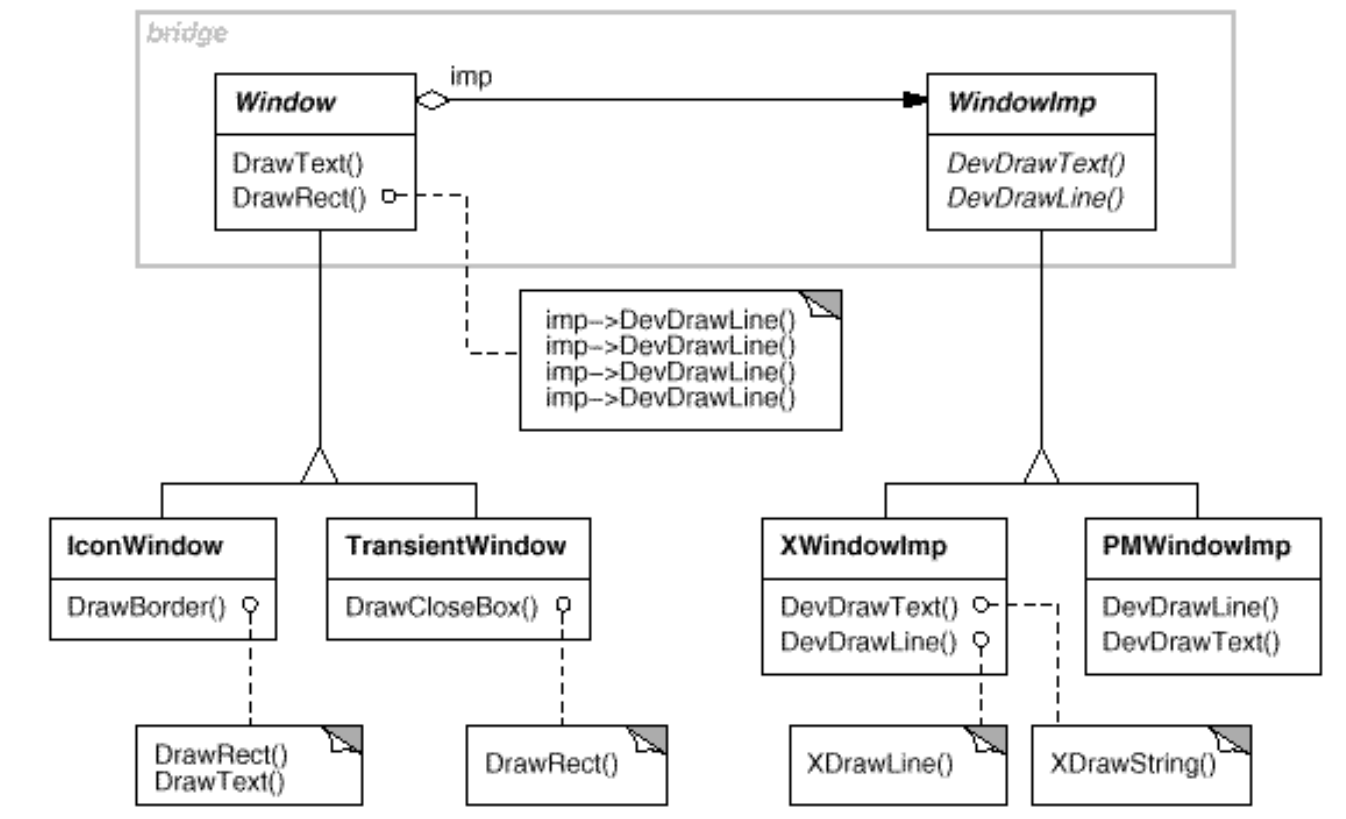 bridge
imp
Window
WindowImp
DrawText()
DrawRect()
DevDrawText()
DevDrawLine()
imp->DevDrawLine()
imp->DevDrawLine()
imp->DevDrawLine()
imp->DevDrawLine()
IconWindow
DrawBorder()
TransientWindow
DrawCloseBox()
XWindowImp
DevDrawText()
DevDrawLine()
PMWindowImp
DevDrawLine()
DevDrawText()
DrawRect()
DrawText()
DrawRect()
XDrawLine()
XDrawString()